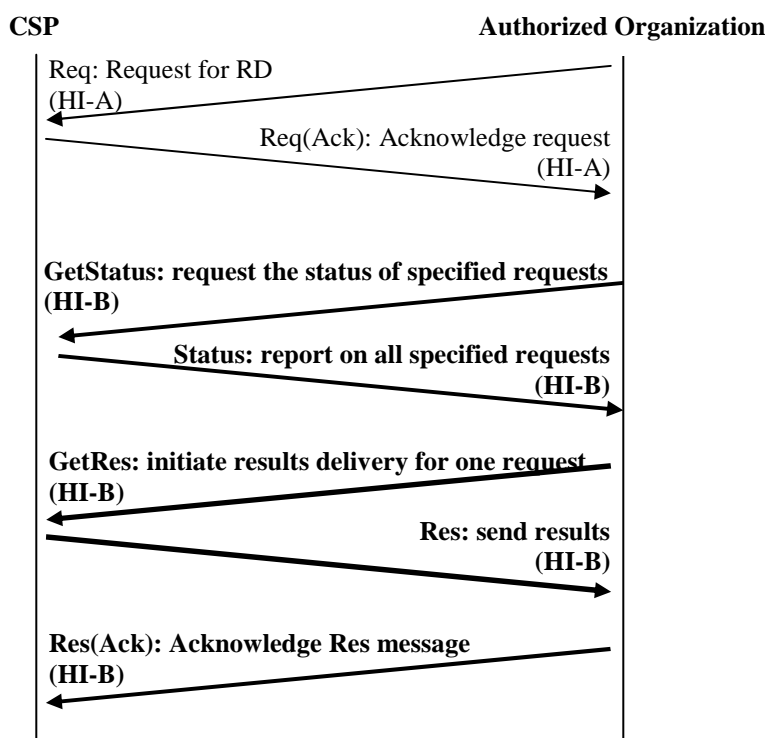 CSP
Authorized Organization
Req: Request for RD
(HI-A)
Req(Ack): Acknowledge request
(HI-A)
GetStatus: request the status of specified requests
(HI-B)
Status: report on all specified requests
(HI-B)
GetRes: initiate results delivery for one request
(HI-B)
Res: send results
(HI-B)
Res(Ack): Acknowledge Res message
(HI-B)